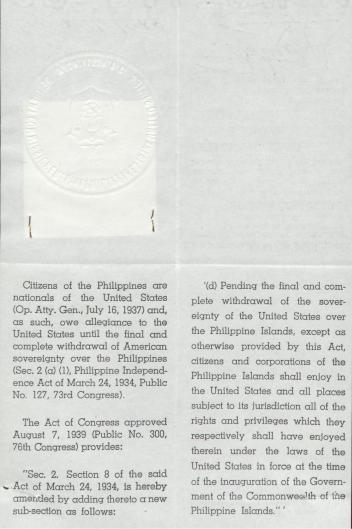 Citizens of the Philippines are
nationals of the United States
(Op. Atty. Gen., July 16, 1937) and,
as such, owe allegiance to the
United States until the final and
complete withdrawal of American
sovereignty over the Philippines
(Sec. 2 (a) (1), Philippine Independ-
ence Act of March 24, 1934, Public
No. 127, 73rd Congress).
The Act of Congress approved
August 7, 1939 (Public No. 300,
76th Congress) provides:
"Sec. 2. Section 8 of the said
Act of March 24, 1934, is hereby
amended by adding thereto a new
sub-section as follows:
'(d) Pending the final and com-
plete withdrawal of the sover-
eignty of the United States over
the Philippine Islands, except as
otherwise provided by this Act,
citizens and corporations of the
Philippine Islands shall enjoy in
the United States and all places
subject to its jurisdiction all of the
rights and privileges which they
respectively shall have enjoyed
therein under the laws of the
United States in force at the time
of the inauguration of the Govern-
ment of the Commonwealth of the
Philippine Islands."'